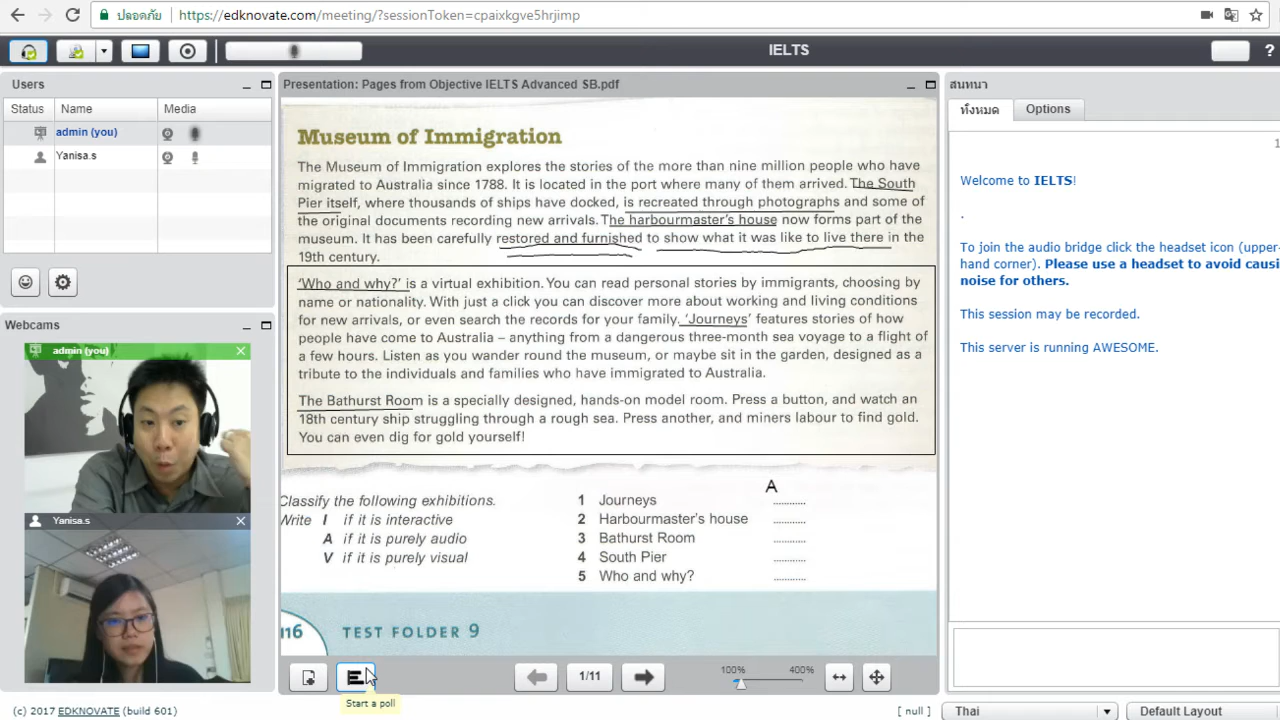 ปลอดภัย https://edknovate.com/meeting/?sessionToken=cpaixkgve5hrjimp
IELTS
?
Users
Status Name Media
admin (you)
Yanisa.s
Webcams
admin (you)
Yanisa.s
Presentation: Pages from Objective IELTS Advanced SB.pdf
Museum of Immigration
The Museum of Immigration explores the stories of the more than nine million people who have
migrated to Australia since 1788. It is located in the port where many of them arrived. The South
Pier itself, where thousands of ships have docked, is recreated through photographs and some of
the original documents recording new arrivals. The harbourmaster's house now forms part of the
museum. It has been carefully restored and furnished to show what it was like to live there in the
19th century.
'Who and why?' is a virtual exhibition. You can read personal stories by immigrants, choosing by
name or nationality. With just a click you can discover more about working and living conditions
for new arrivals, or even search the records for your family. 'Journeys' features stories of how
people have come to Australia – anything from a dangerous three-month sea voyage to a flight of
a few hours. Listen as you wander round the museum, or maybe sit in the garden, designed as a
tribute to the individuals and families who have immigrated to Australia.
The Bathurst Room is a specially designed, hands-on model room. Press a button, and watch an
18th century ship struggling through a rough sea. Press another, and miners labour to find gold.
You can even dig for gold yourself!
Classify the following exhibitions.
Write I if it is interactive
A if it is purely audio
V if it is purely visual
A
1 Journeys ............
2 Harbourmaster's house ............
3 Bathurst Room ............
4 South Pier ............
5 Who and why? ............
116 TEST FOLDER 9
1/11
100% 400%
Start a poll
สนทนา
ทั้งหมด Options
1
Welcome to IELTS!
.
To join the audio bridge click the headset icon (upper-
hand corner). Please use a headset to avoid causi
noise for others.
This session may be recorded.
This server is running AWESOME.
(c) 2017 EDKNOVATE (build 601)
[ null ]
Thai
Default Layout